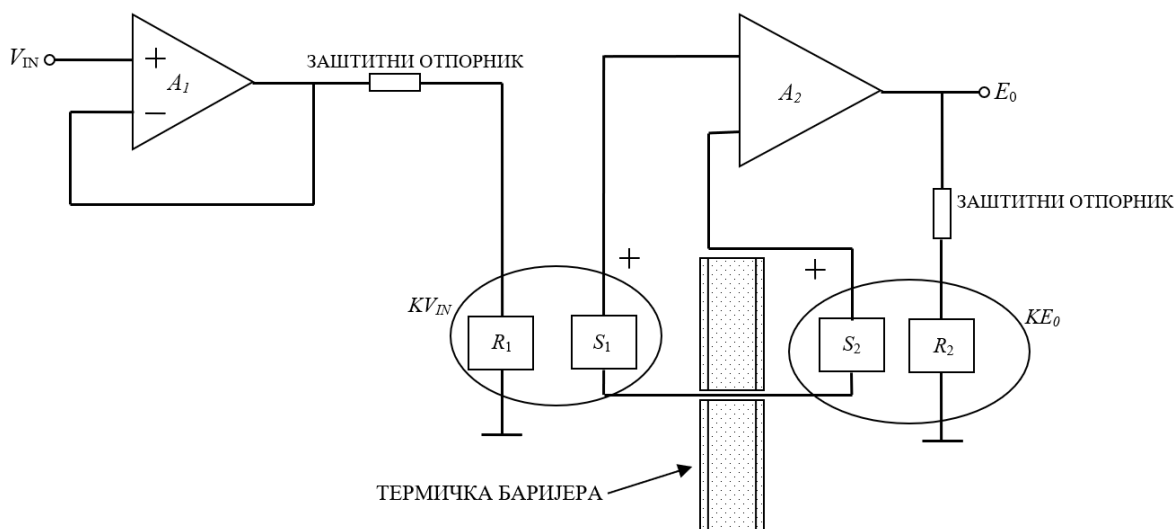 V_IN
+
A_1
−
ЗАШТИТНИ ОТПОРНИК
A_2
E_0
ЗАШТИТНИ ОТПОРНИК
+
+
KV_IN
R_1
S_1
S_2
R_2
KE_0
ТЕРМИЧКА БАРИЈЕРА